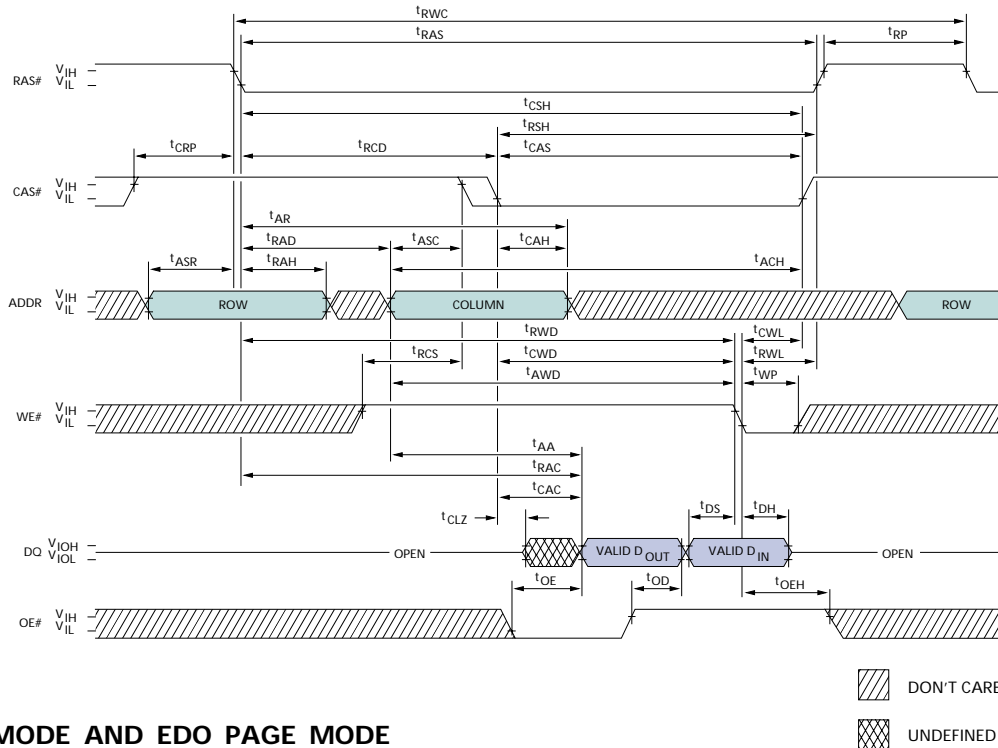 tRWC
tRAS
tRP
RAS# VIH
VIL
tCSH
tRSH
tCRP tRCD tCAS
CAS# VIH
VIL
tAR
tRAD tASC tCAH
tASR tRAH tACH
ADDR VIH
VIL
ROW COLUMN ROW
tRWD tCWL
tRCS tCWD tRWL
tAWD tWP
WE# VIH
VIL
tAA
tRAC
tCAC
tCLZ tDS tDH
DQ VIOH
VIOL
OPEN VALID DOUT VALID DIN OPEN
tOE tOD tOEH
OE# VIH
VIL
DON'T CARE
UNDEFINED
MODE AND EDO PAGE MODE